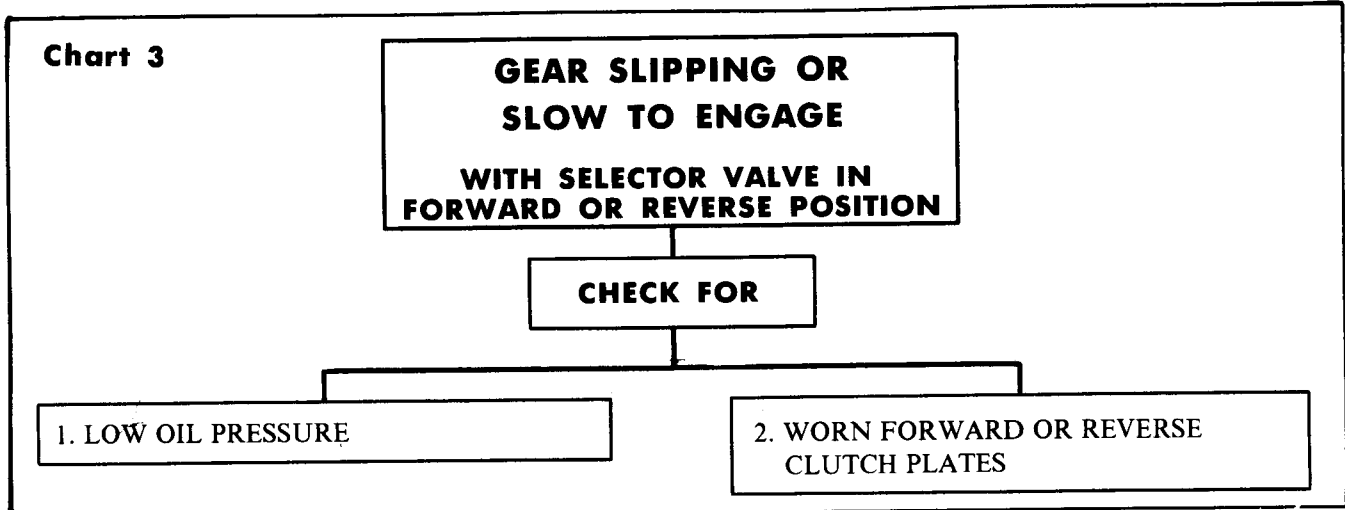 Chart 3
GEAR SLIPPING OR
SLOW TO ENGAGE
WITH SELECTOR VALVE IN
FORWARD OR REVERSE POSITION
CHECK FOR
1. LOW OIL PRESSURE
2. WORN FORWARD OR REVERSE
CLUTCH PLATES